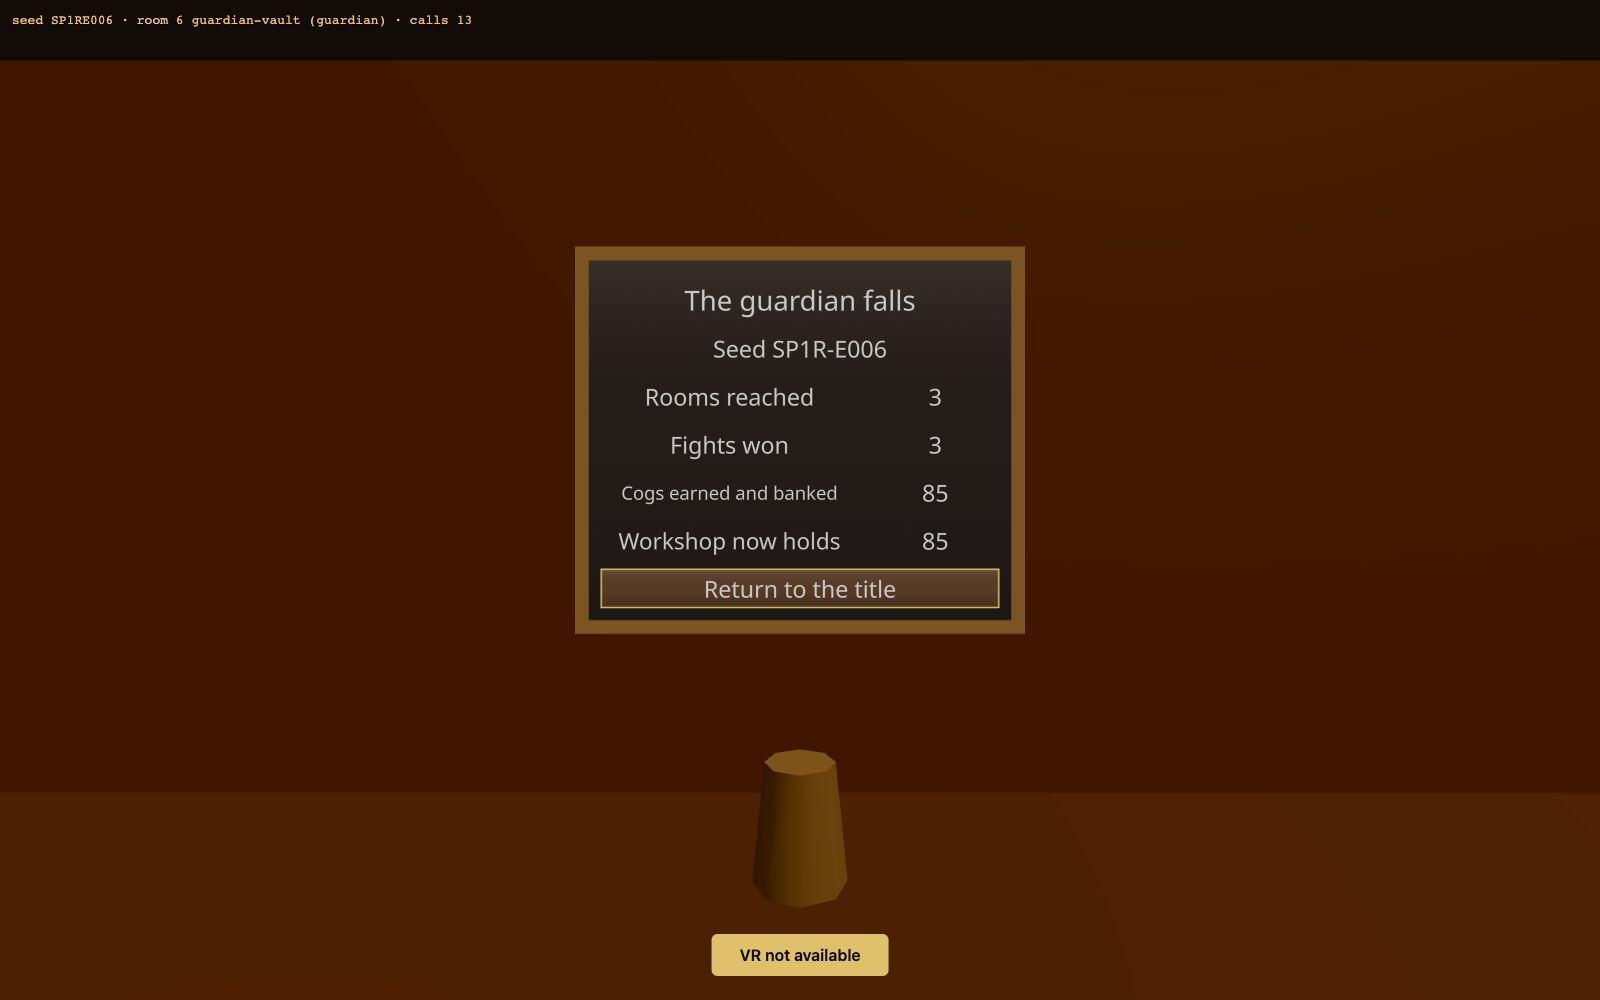 seed SP1RE006 · room 6 guardian-vault (guardian) · calls 13
The guardian falls
Seed SP1R-E006
Rooms reached 3
Fights won 3
Cogs earned and banked 85
Workshop now holds 85
Return to the title
VR not available